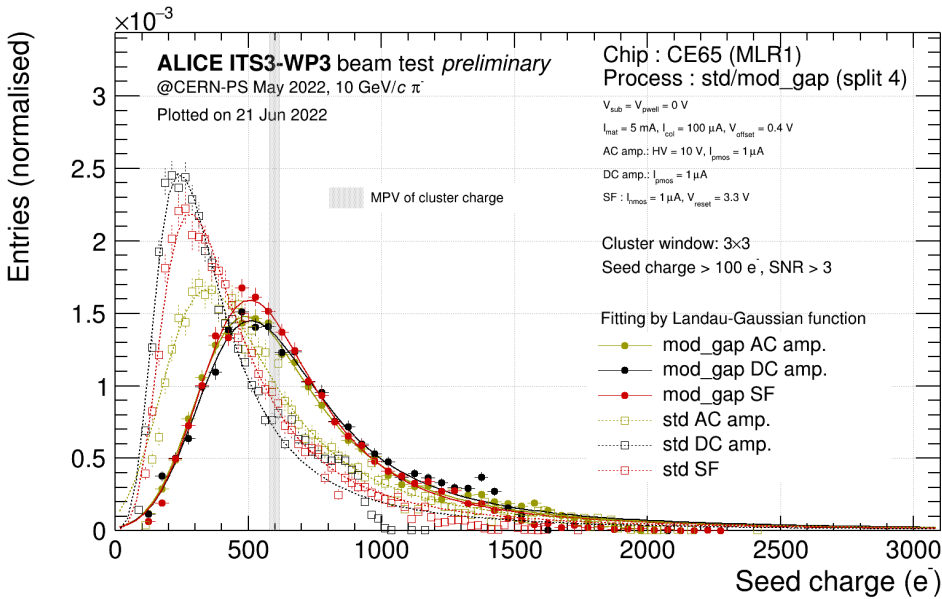 ×10⁻³
Entries (normalised)
ALICE ITS3-WP3 beam test preliminary
@CERN-PS May 2022, 10 GeV/c π⁻
Plotted on 21 Jun 2022
MPV of cluster charge
Chip : CE65 (MLR1)
Process : std/mod_gap (split 4)
V_sub = V_pwell = 0 V
I_mat = 5 mA, I_col = 100 μA, V_offset = 0.4 V
AC amp.: HV = 10 V, I_pmos = 1 μA
DC amp.: I_pmos = 1 μA
SF : I_nmos = 1 μA, V_reset = 3.3 V
Cluster window: 3×3
Seed charge > 100 e⁻, SNR > 3
Fitting by Landau-Gaussian function
mod_gap AC amp.
mod_gap DC amp.
mod_gap SF
std AC amp.
std DC amp.
std SF
3
2.5
2
1.5
1
0.5
0
0 500 1000 1500 2000 2500 3000
Seed charge (e⁻)